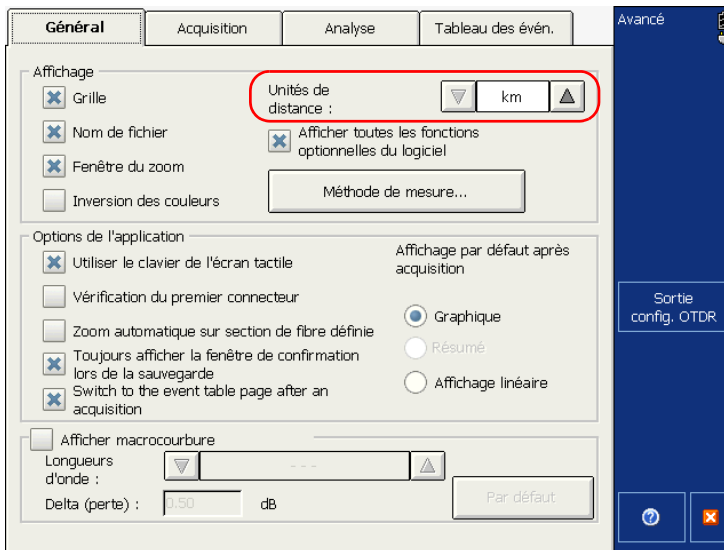 Général
Acquisition
Analyse
Tableau des évén.
Avancé
Affichage
Grille
Unités de
distance :
km
Nom de fichier
Afficher toutes les fonctions
optionnelles du logiciel
Fenêtre du zoom
Inversion des couleurs
Méthode de mesure...
Options de l'application
Utiliser le clavier de l'écran tactile
Vérification du premier connecteur
Zoom automatique sur section de fibre définie
Toujours afficher la fenêtre de confirmation
lors de la sauvegarde
Switch to the event table page after an
acquisition
Affichage par défaut après
acquisition
Graphique
Résumé
Affichage linéaire
Sortie
config. OTDR
Afficher macrocourbure
Longueurs
d'onde :
- - -
Delta (perte) :
0.50
dB
Par défaut